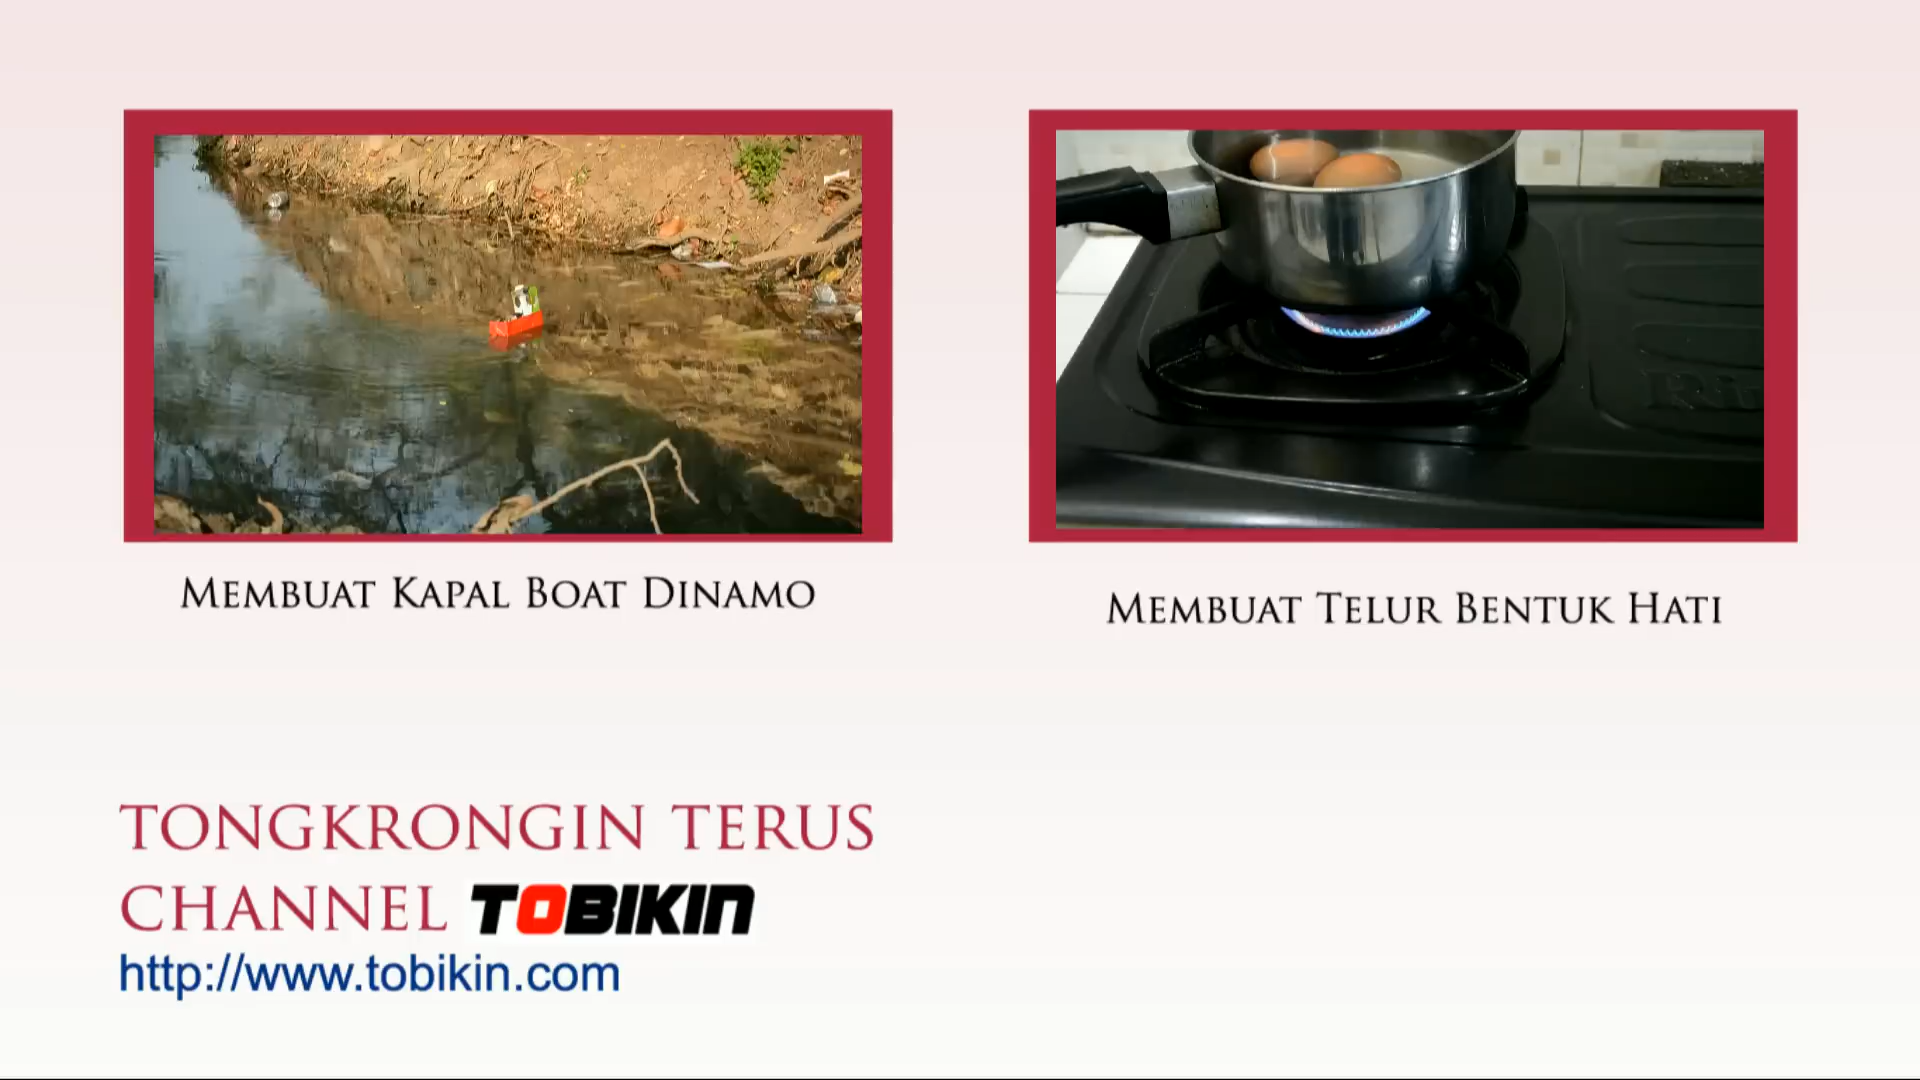 Membuat Kapal Boat Dinamo
Membuat Telur Bentuk Hati
TONGKRONGIN TERUS
CHANNEL TOBIKIN
http://www.tobikin.com